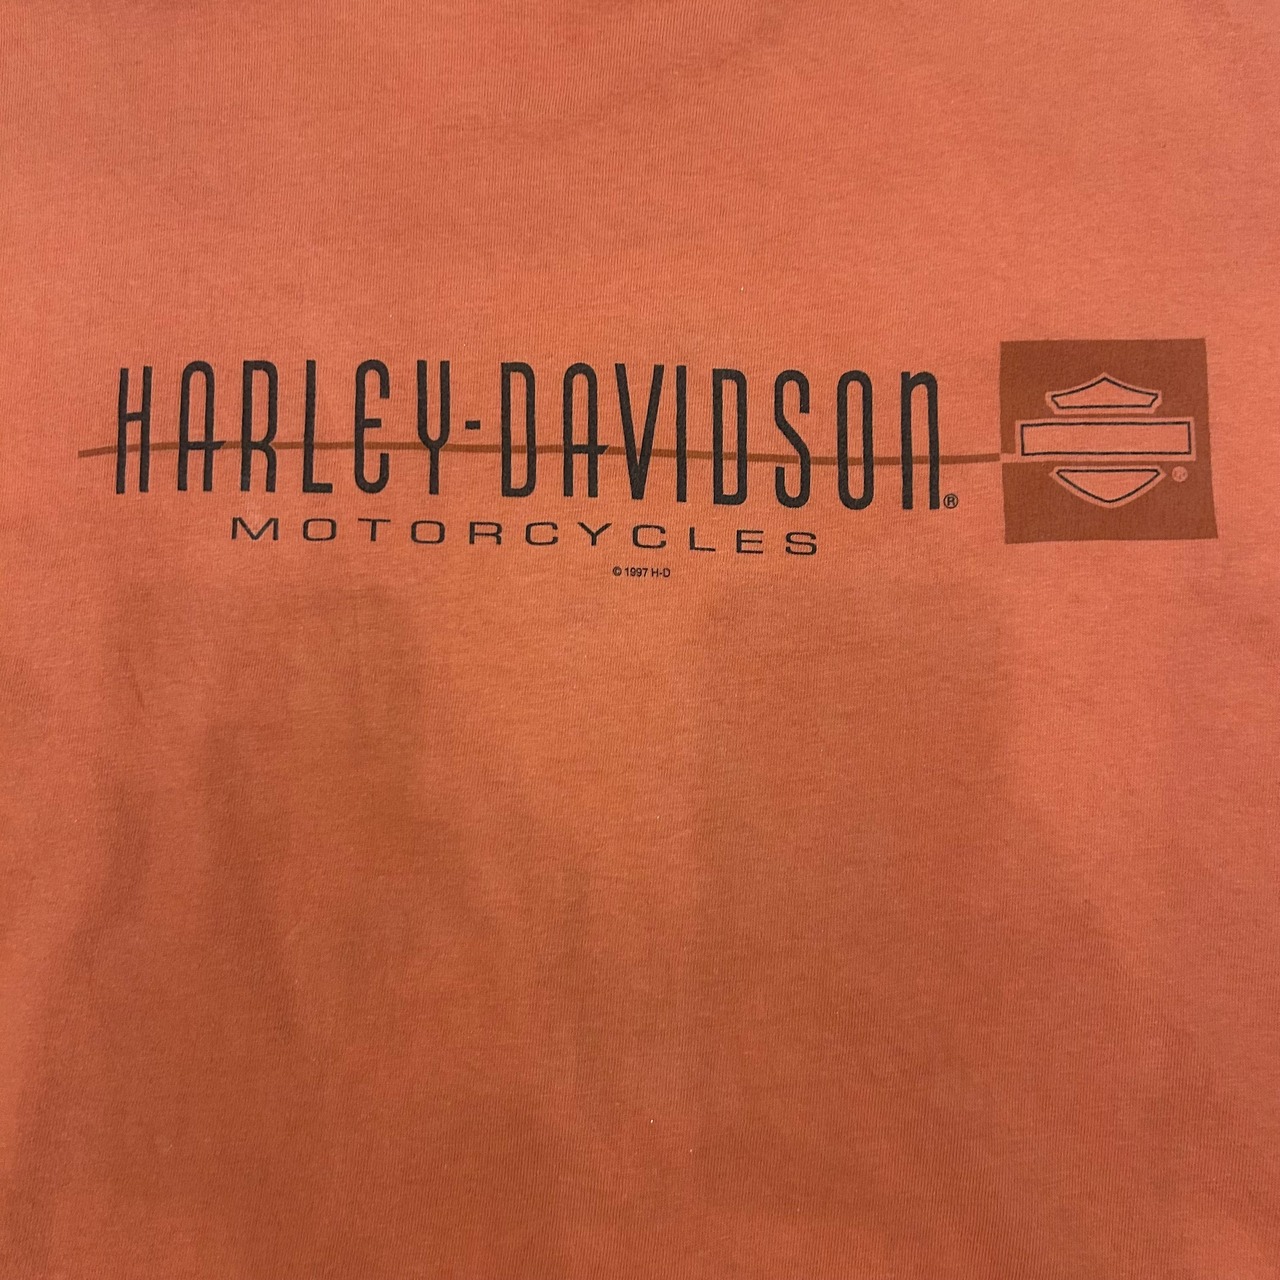 HARLEY-DAVIDSON®
MOTORCYCLES
© 1997 H-D
®